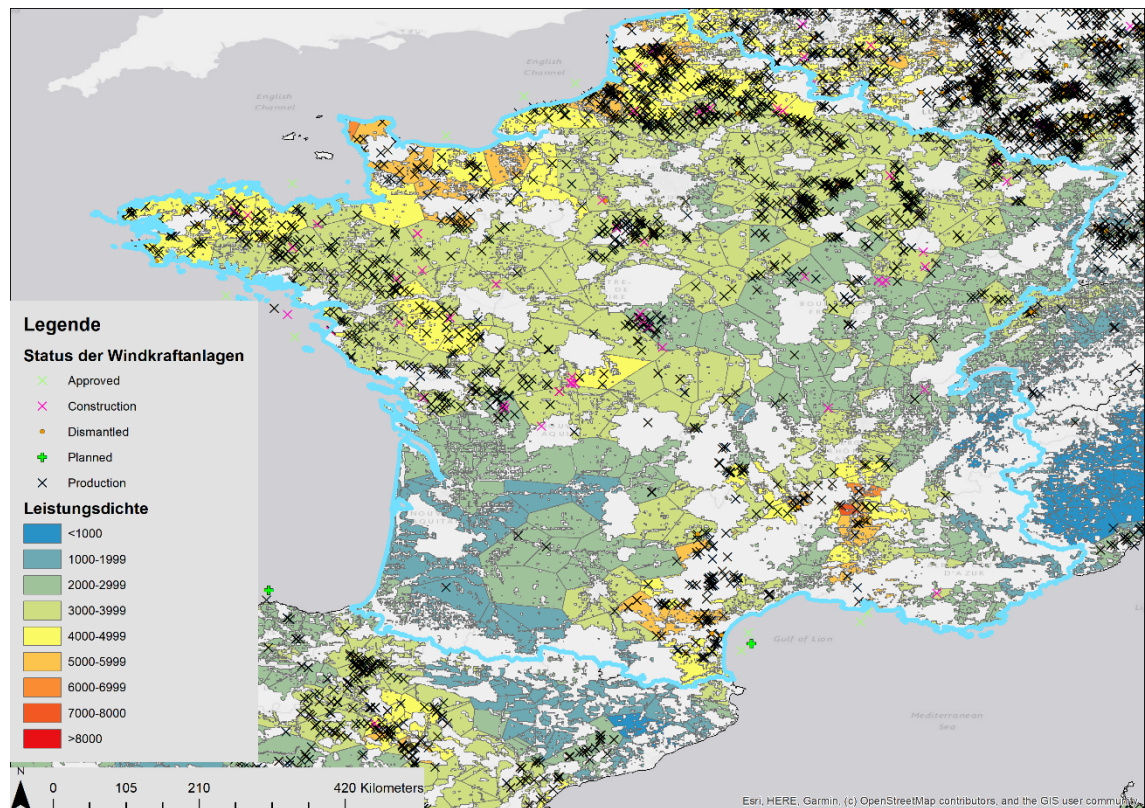 English
Channel
English
Channel
Legende
Status der Windkraftanlagen
Approved
Construction
Dismantled
Planned
Production
Leistungsdichte
<1000
1000-1999
2000-2999
3000-3999
4000-4999
5000-5999
6000-6999
7000-8000
>8000
D'AZUR
Gulf of Lion
Mediterranean
Sea
N
0 105 210 420 Kilometers
Esri, HERE, Garmin, (c) OpenStreetMap contributors, and the GIS user community